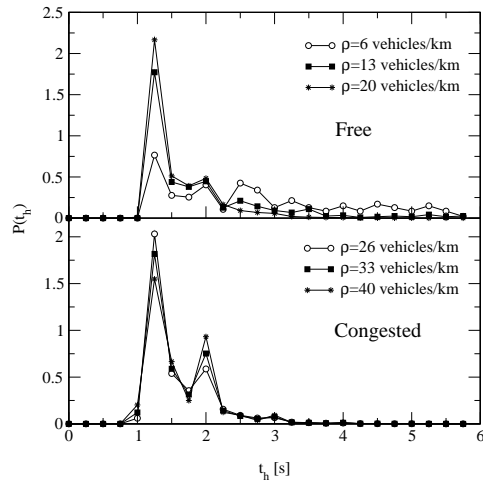 2.5
2
1.5
1
0.5
0
ρ=6 vehicles/km
ρ=13 vehicles/km
ρ=20 vehicles/km
Free
P(t_h)
2
1.5
1
0.5
0
ρ=26 vehicles/km
ρ=33 vehicles/km
ρ=40 vehicles/km
Congested
0 1 2 3 4 5 6
t_h [s]